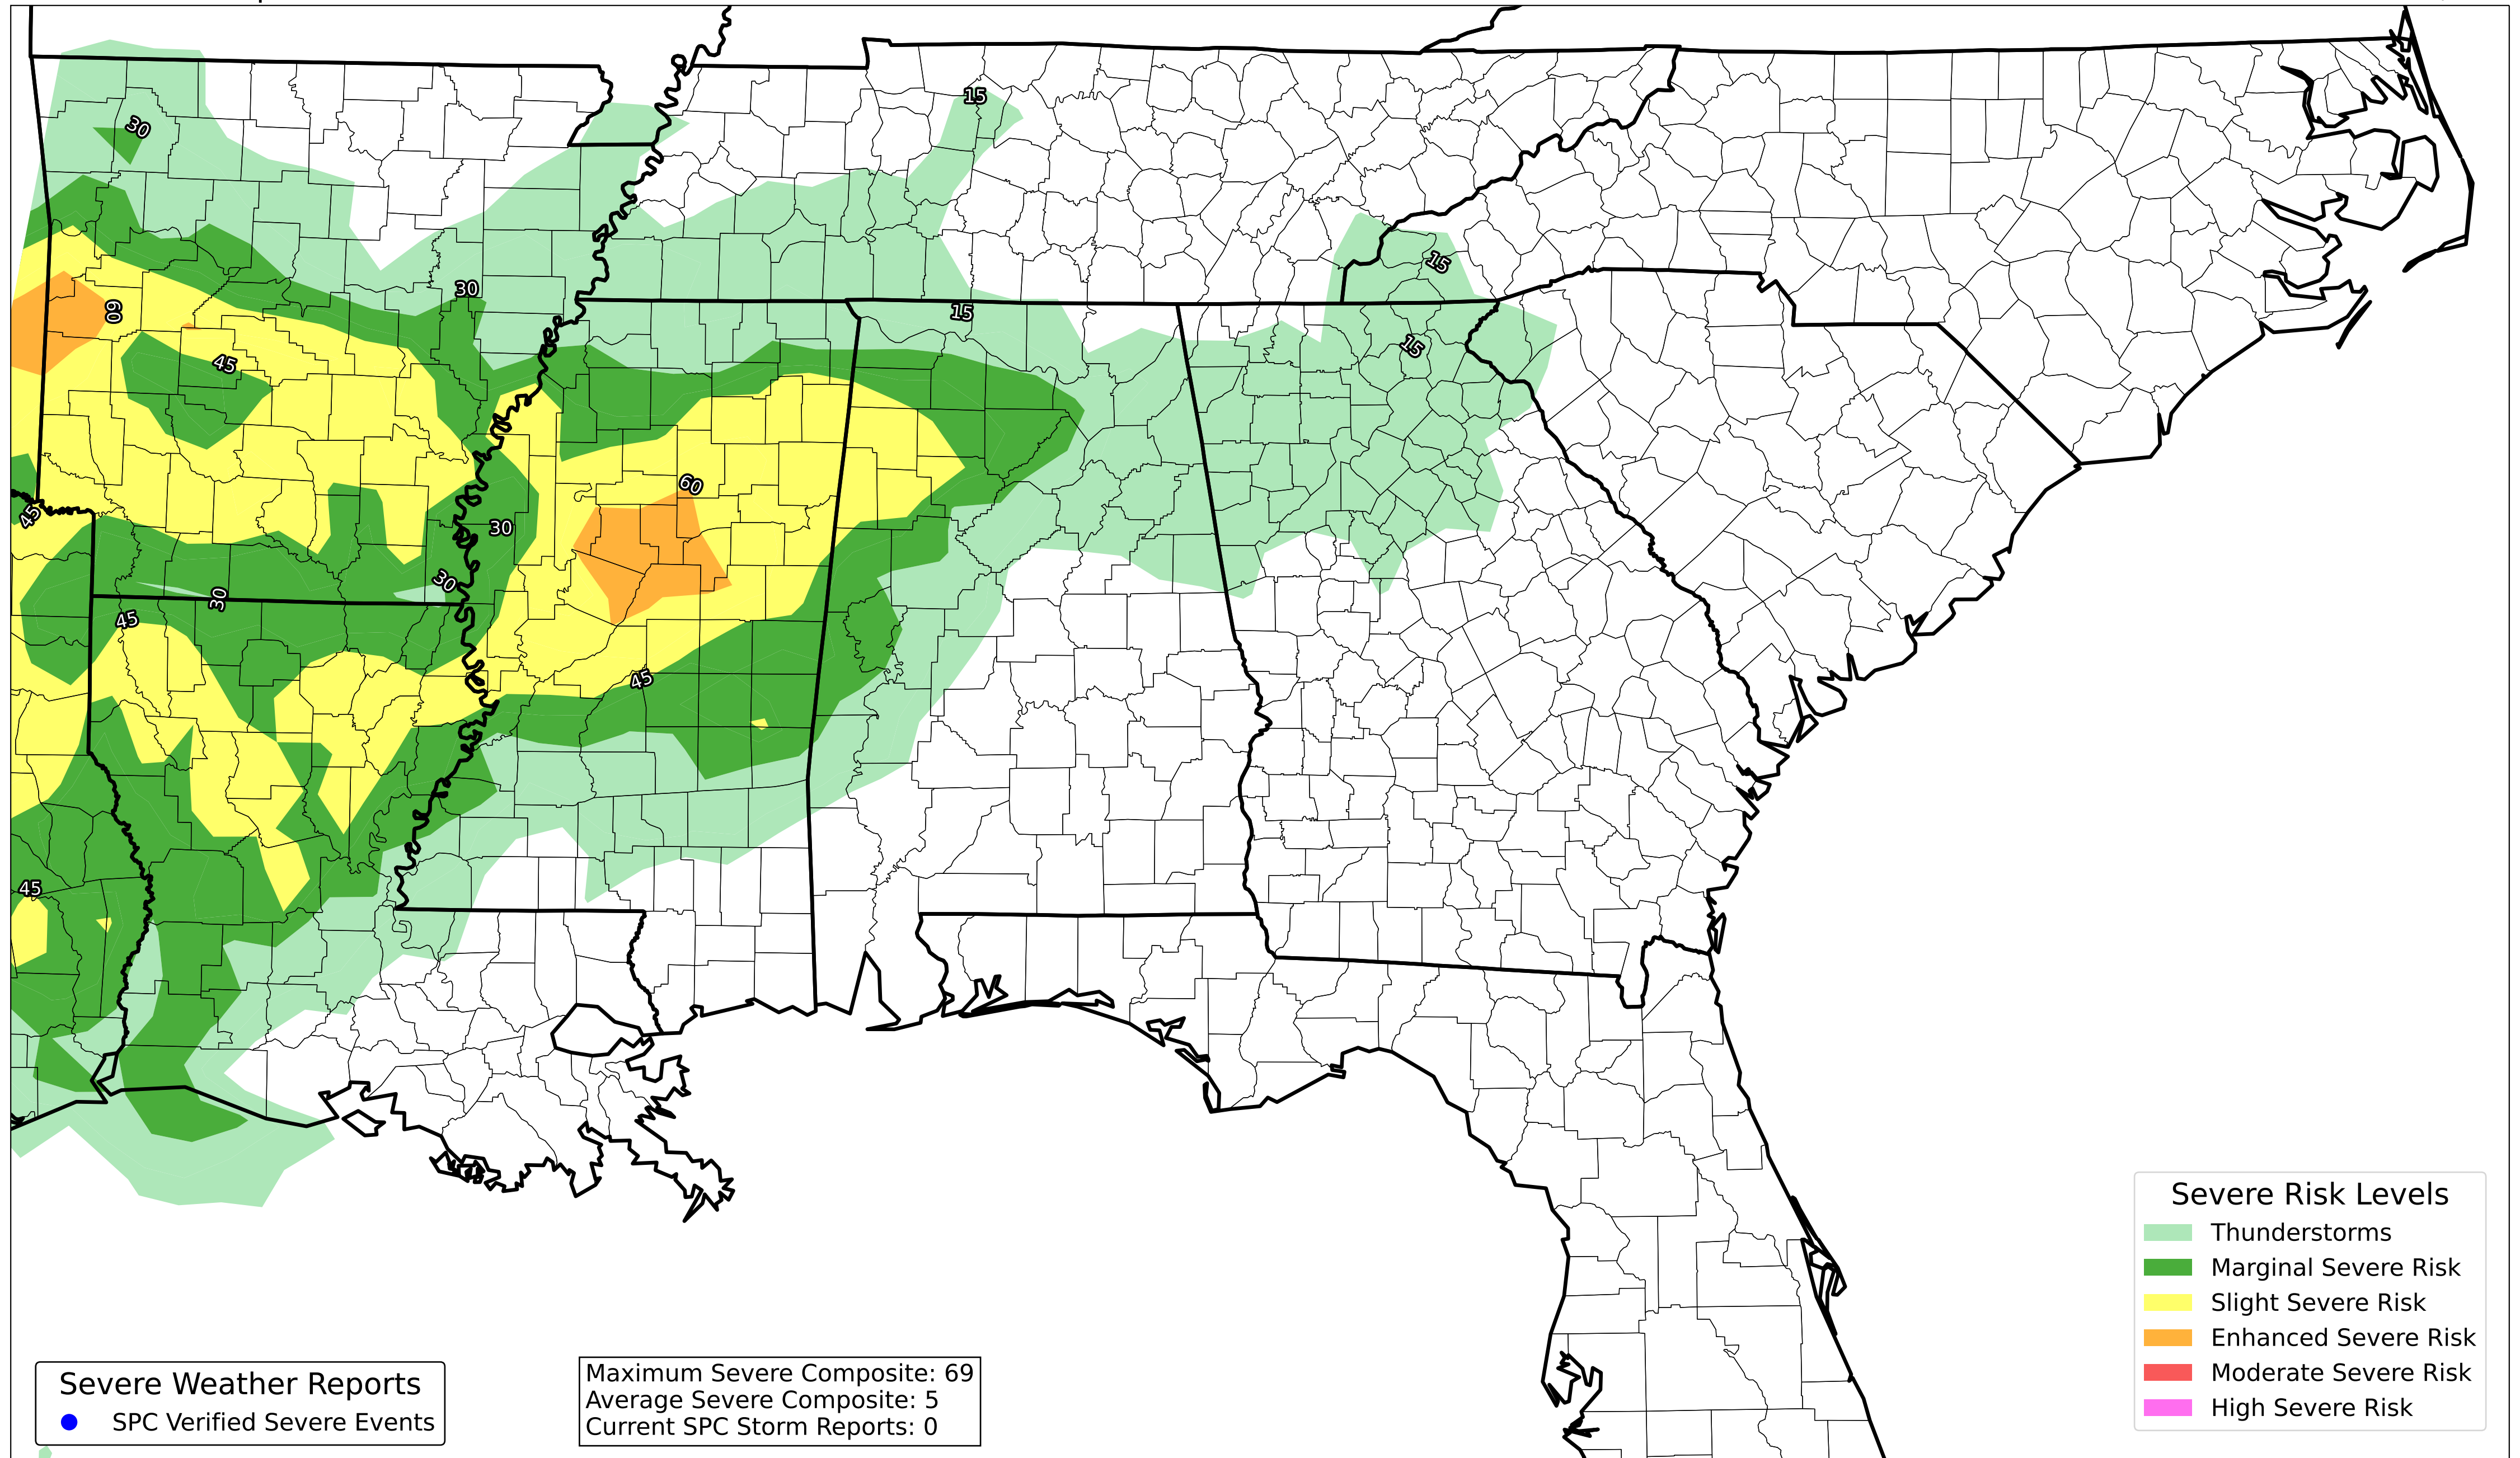 15
30
15
30
15
60
15
45
60
45
30
30
30
45
45
45
Severe Risk Levels
Thunderstorms
Marginal Severe Risk
Slight Severe Risk
Enhanced Severe Risk
Moderate Severe Risk
High Severe Risk
Severe Weather Reports
SPC Verified Severe Events
Maximum Severe Composite: 69
Average Severe Composite: 5
Current SPC Storm Reports: 0